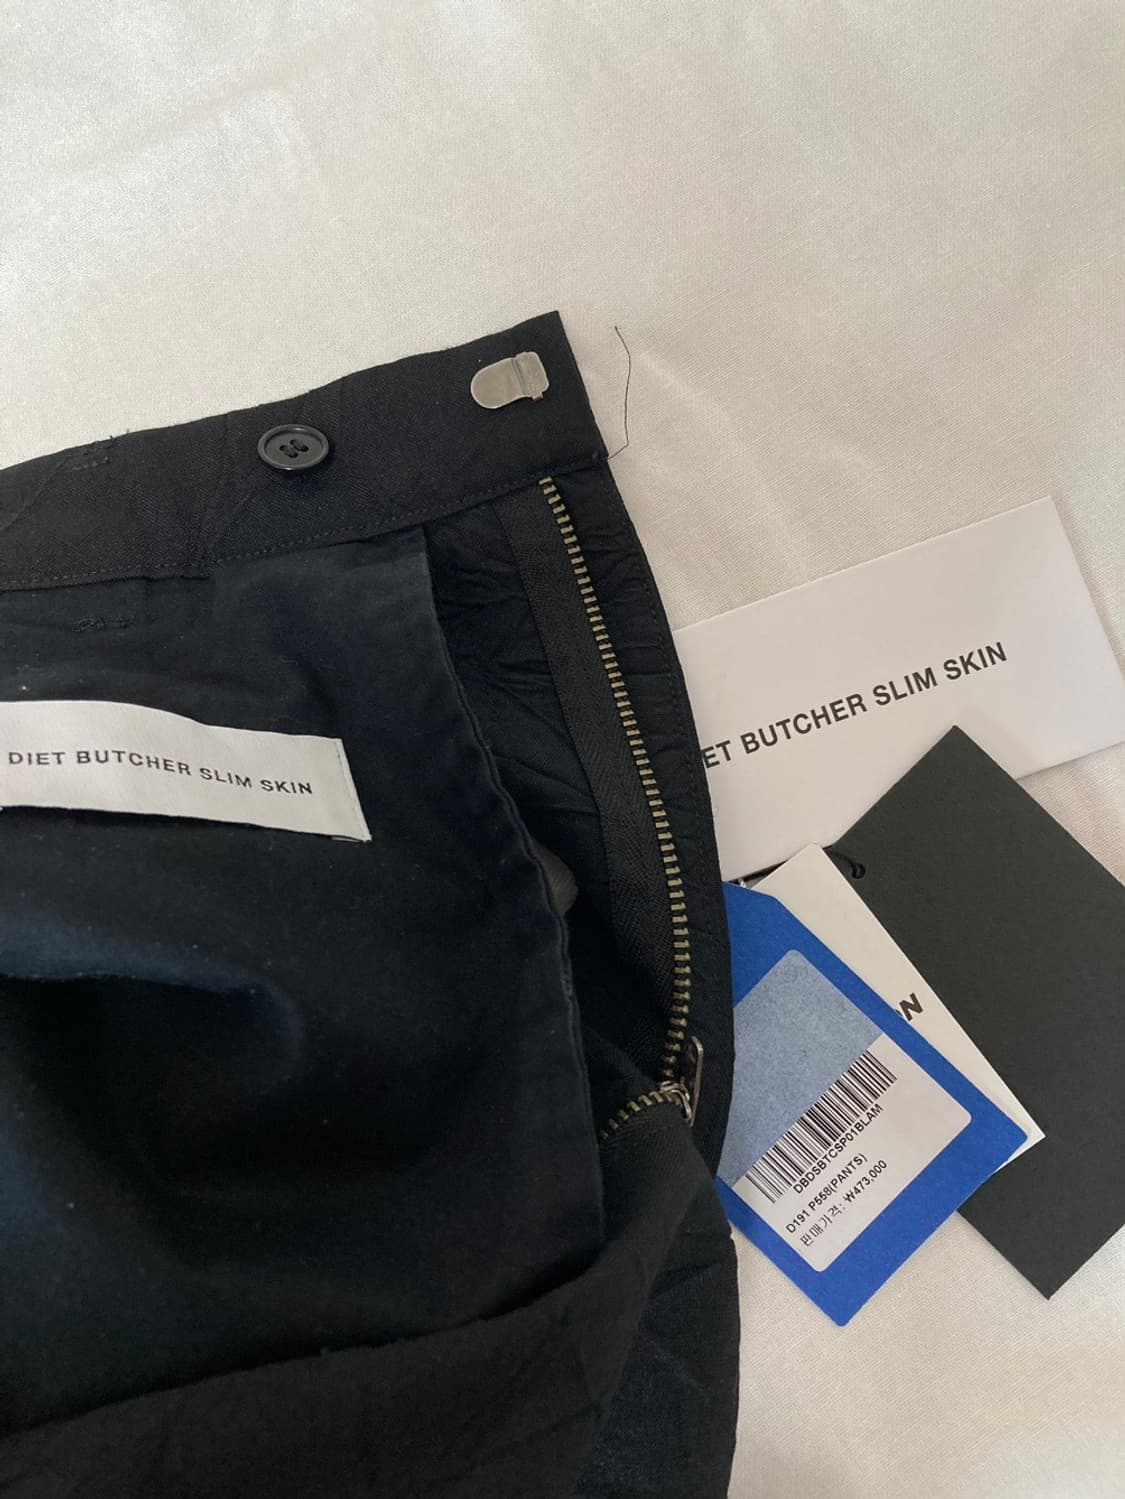 DIET BUTCHER SLIM SKIN
ET BUTCHER SLIM SKIN
N
DBDSBTCSP01BLAM
D191 P558(PANTS)
판매가격: ₩473,000